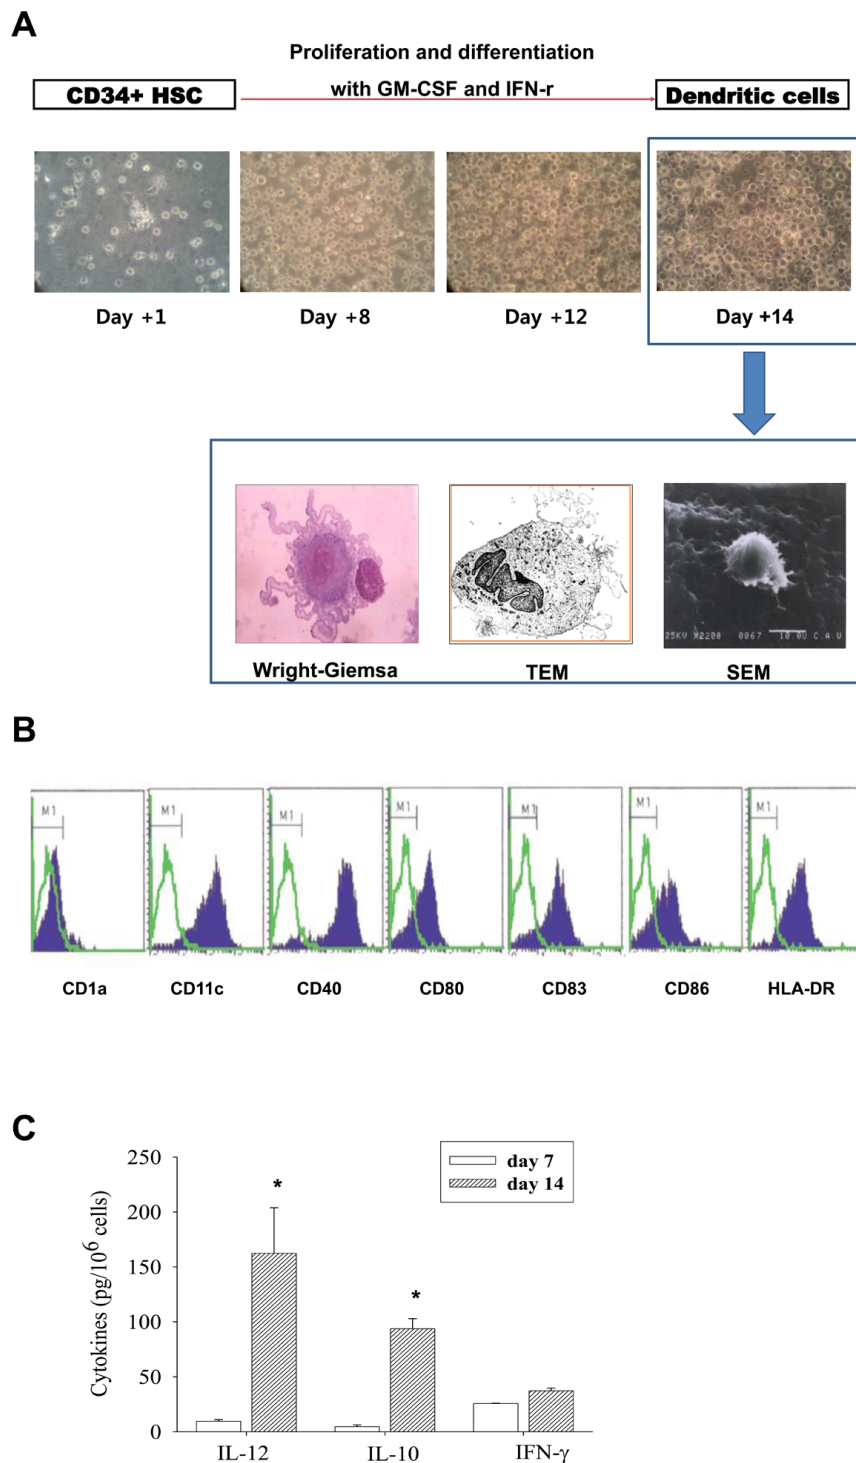 A
Proliferation and differentiation
CD34+ HSC
with GM-CSF and IFN-r
Dendritic cells
Day +1
Day +8
Day +12
Day +14
25KV X2200 0067 10.0U C.A.U
Wright-Giemsa
TEM
SEM
B
M1
M1
M1
M1
M1
M1
M1
CD1a
CD11c
CD40
CD80
CD83
CD86
HLA-DR
C
Cytokines (pg/10⁶ cells)
250
200
150
100
50
0
day 7
day 14
*
*
IL-12
IL-10
IFN-γ